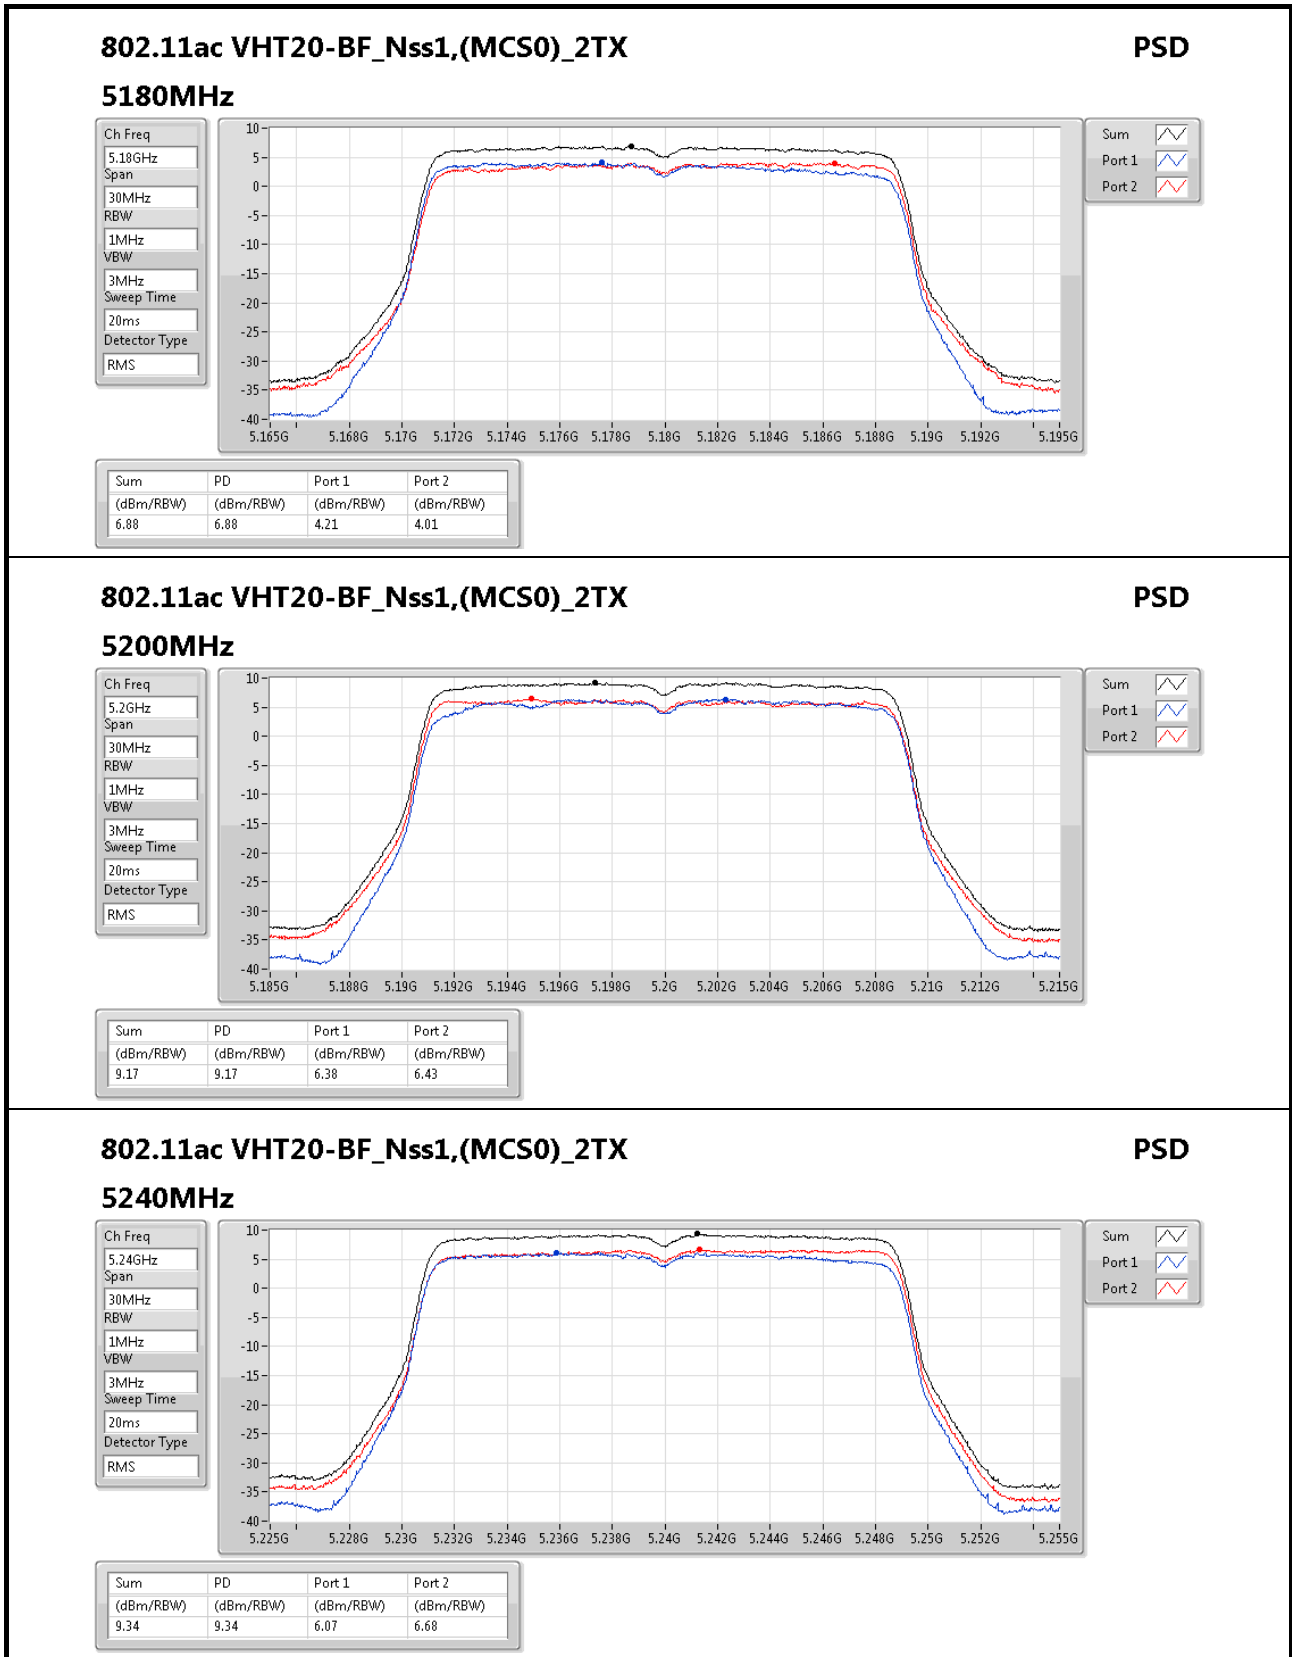 802.11ac VHT20-BF_Nss1,(MCS0)_2TX PSD
5180MHz
Ch Freq
5.18GHz
Span
30MHz
RBW
1MHz
VBW
3MHz
Sweep Time
20ms
Detector Type
RMS
10
5
0
-5
-10
-15
-20
-25
-30
-35
-40
5.165G 5.168G 5.17G 5.172G 5.174G 5.176G 5.178G 5.18G 5.182G 5.184G 5.186G 5.188G 5.19G 5.192G 5.195G
Sum
Port 1
Port 2
Sum PD Port 1 Port 2
(dBm/RBW) (dBm/RBW) (dBm/RBW) (dBm/RBW)
6.88 6.88 4.21 4.01
802.11ac VHT20-BF_Nss1,(MCS0)_2TX PSD
5200MHz
Ch Freq
5.2GHz
Span
30MHz
RBW
1MHz
VBW
3MHz
Sweep Time
20ms
Detector Type
RMS
10
5
0
-5
-10
-15
-20
-25
-30
-35
-40
5.185G 5.188G 5.19G 5.192G 5.194G 5.196G 5.198G 5.2G 5.202G 5.204G 5.206G 5.208G 5.21G 5.212G 5.215G
Sum
Port 1
Port 2
Sum PD Port 1 Port 2
(dBm/RBW) (dBm/RBW) (dBm/RBW) (dBm/RBW)
9.17 9.17 6.38 6.43
802.11ac VHT20-BF_Nss1,(MCS0)_2TX PSD
5240MHz
Ch Freq
5.24GHz
Span
30MHz
RBW
1MHz
VBW
3MHz
Sweep Time
20ms
Detector Type
RMS
10
5
0
-5
-10
-15
-20
-25
-30
-35
-40
5.225G 5.228G 5.23G 5.232G 5.234G 5.236G 5.238G 5.24G 5.242G 5.244G 5.246G 5.248G 5.25G 5.252G 5.255G
Sum
Port 1
Port 2
Sum PD Port 1 Port 2
(dBm/RBW) (dBm/RBW) (dBm/RBW) (dBm/RBW)
9.34 9.34 6.07 6.68